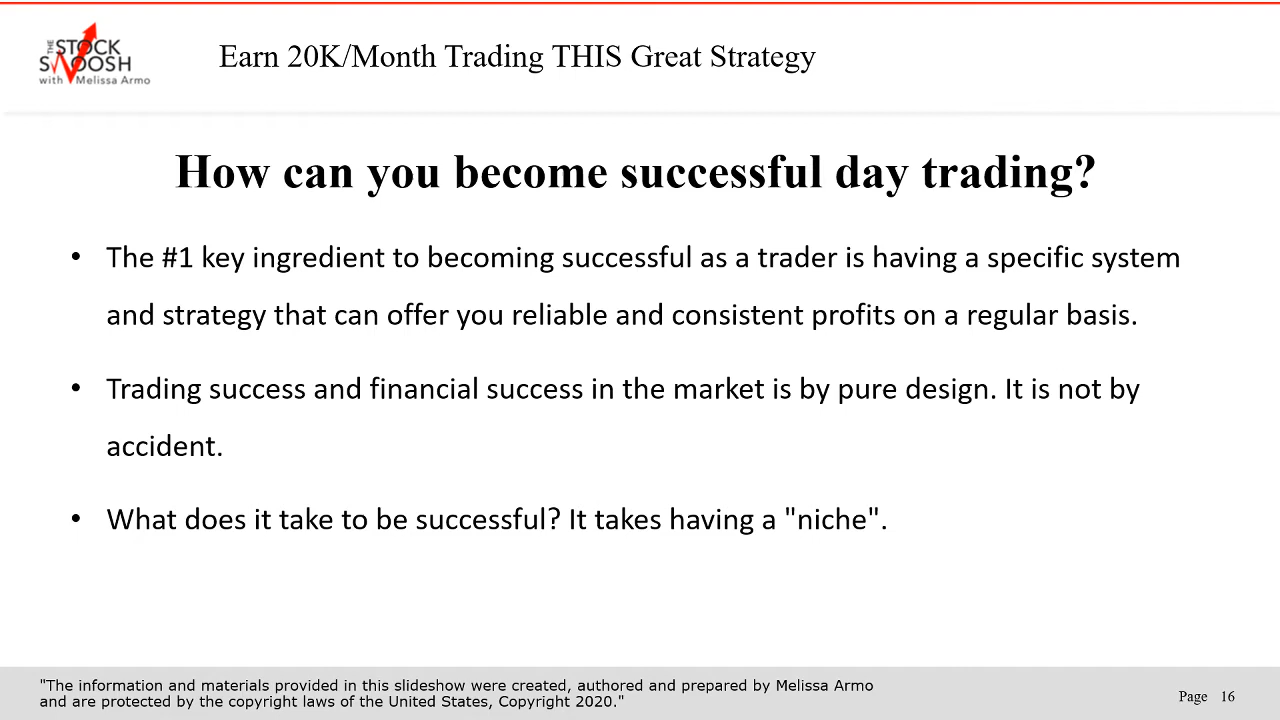 THE STOCK
SWOOSH
with Melissa Armo
Earn 20K/Month Trading THIS Great Strategy
How can you become successful day trading?
• The #1 key ingredient to becoming successful as a trader is having a specific system
and strategy that can offer you reliable and consistent profits on a regular basis.
• Trading success and financial success in the market is by pure design. It is not by
accident.
• What does it take to be successful? It takes having a "niche".
"The information and materials provided in this slideshow were created, authored and prepared by Melissa Armo
and are protected by the copyright laws of the United States, Copyright 2020."
Page 16